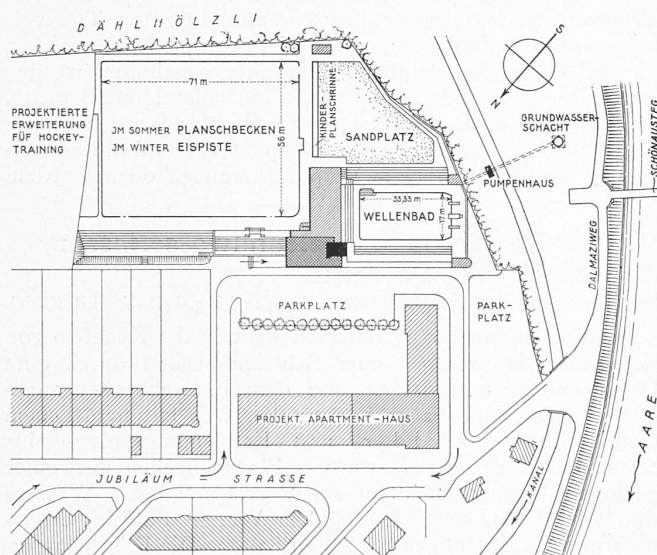 DÄHLHÖLZLI
S
N
PROJEKTIERTE
ERWEITERUNG
FÜR HOCKEY-
TRAINING
71 m
JM SOMMER PLANSCHBECKEN
JM WINTER EISPISTE
56 m
KINDER-
PLANSCHRINNE
SANDPLATZ
GRUNDWASSER-
SCHACHT
SCHÖNAUSTEG
PUMPENHAUS
33,33 m
WELLENBAD
17 m
DALMAZIWEG
PARKPLATZ
PARK-
PLATZ
PROJEKT. APARTMENT-HAUS
AARE
JUBILÄUM = STRASSE
KANAL